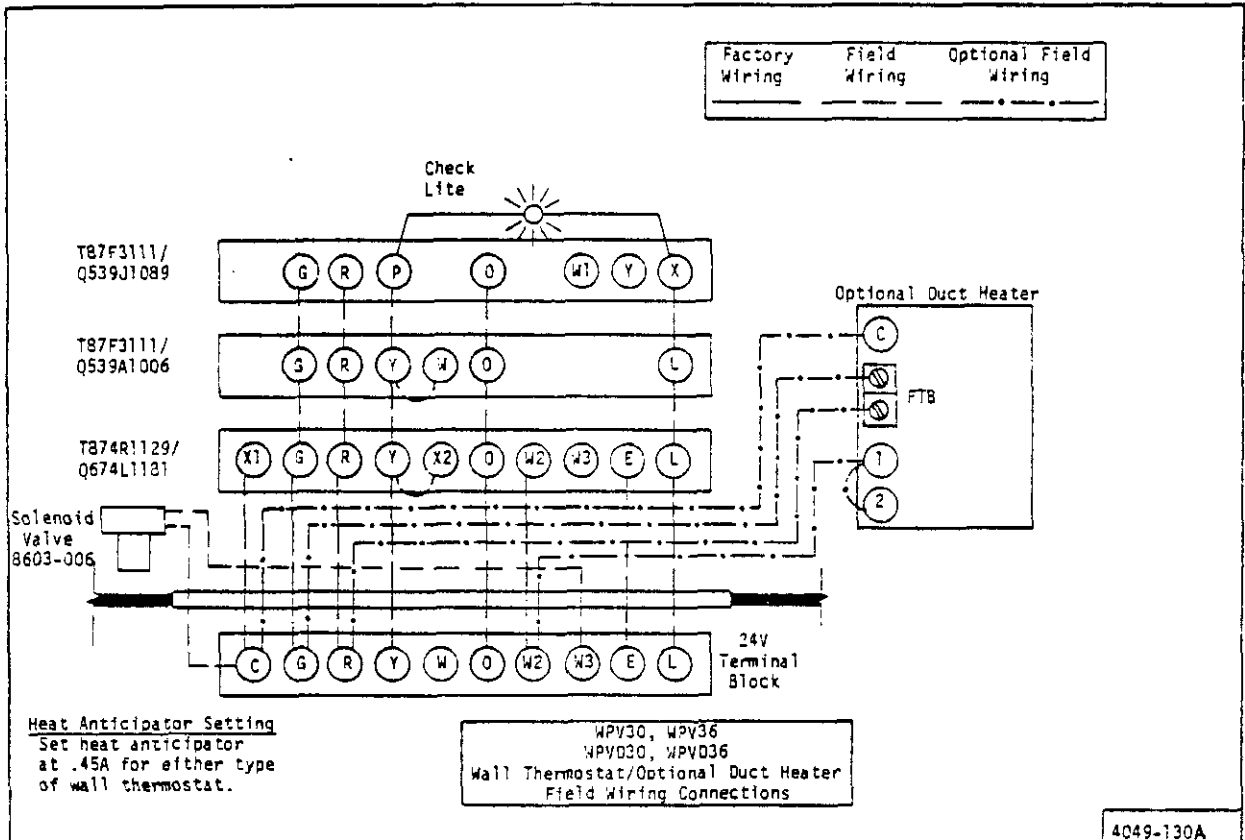 Factory Field Optional Field
Wiring Wiring Wiring
Check
Lite
T87F3111/
Q539J1089
G R P O W1 Y X
Optional Duct Heater
T87F3111/
Q539A1006
G R Y W O L
C
FTB
1
2
T874R1129/
Q674L1181
X1 G R Y X2 O W2 W3 E L
Solenoid
Valve
8603-006
C G R Y W O W2 W3 E L
24V
Terminal
Block
Heat Anticipator Setting
Set heat anticipator
at .45A for either type
of wall thermostat.
WPV30, WPV36
WPVD30, WPVD36
Wall Thermostat/Optional Duct Heater
Field Wiring Connections
4049-130A